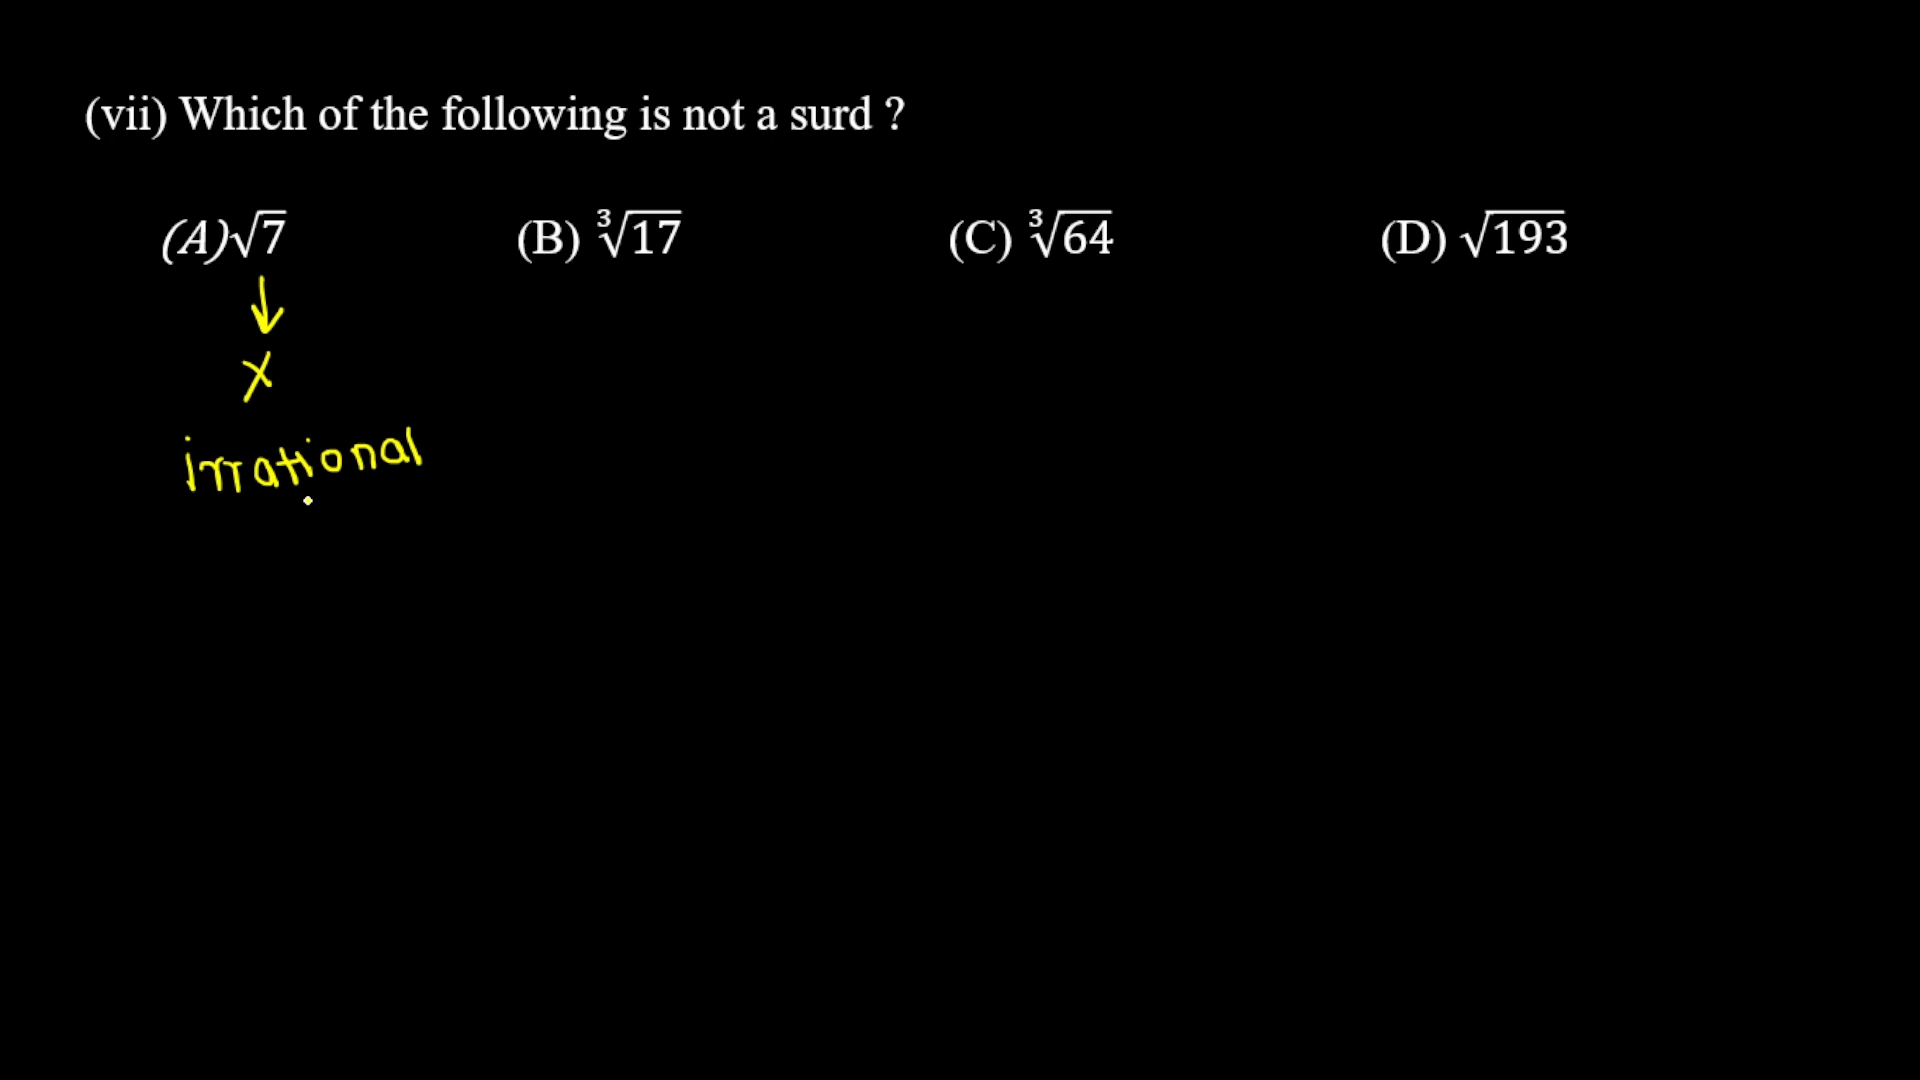 (vii) Which of the following is not a surd ?
(A)√7 (B) ∛17 (C) ∛64 (D) √193
irrational